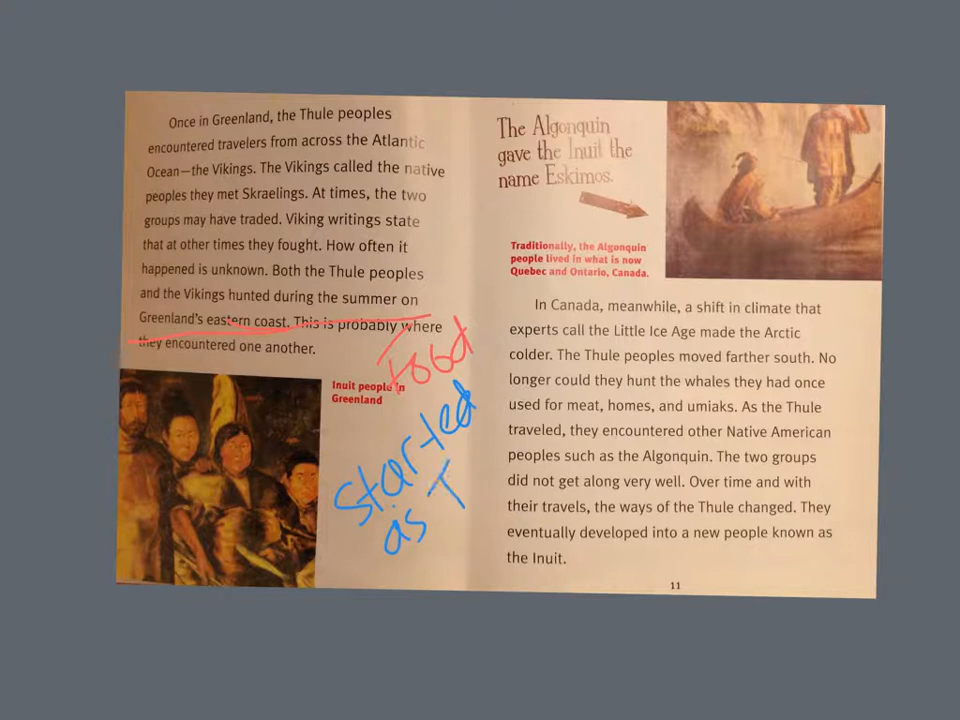 Once in Greenland, the Thule peoples
encountered travelers from across the Atlantic
Ocean—the Vikings. The Vikings called the native
peoples they met Skraelings. At times, the two
groups may have traded. Viking writings state
that at other times they fought. How often it
happened is unknown. Both the Thule peoples
and the Vikings hunted during the summer on
Greenland's eastern coast. This is probably where
they encountered one another.
Food
Inuit people in
Greenland
started
as T
The Algonquin
gave the Inuit the
name Eskimos.
Traditionally, the Algonquin
people lived in what is now
Quebec and Ontario, Canada.
In Canada, meanwhile, a shift in climate that
experts call the Little Ice Age made the Arctic
colder. The Thule peoples moved farther south. No
longer could they hunt the whales they had once
used for meat, homes, and umiaks. As the Thule
traveled, they encountered other Native American
peoples such as the Algonquin. The two groups
did not get along very well. Over time and with
their travels, the ways of the Thule changed. They
eventually developed into a new people known as
the Inuit.
11